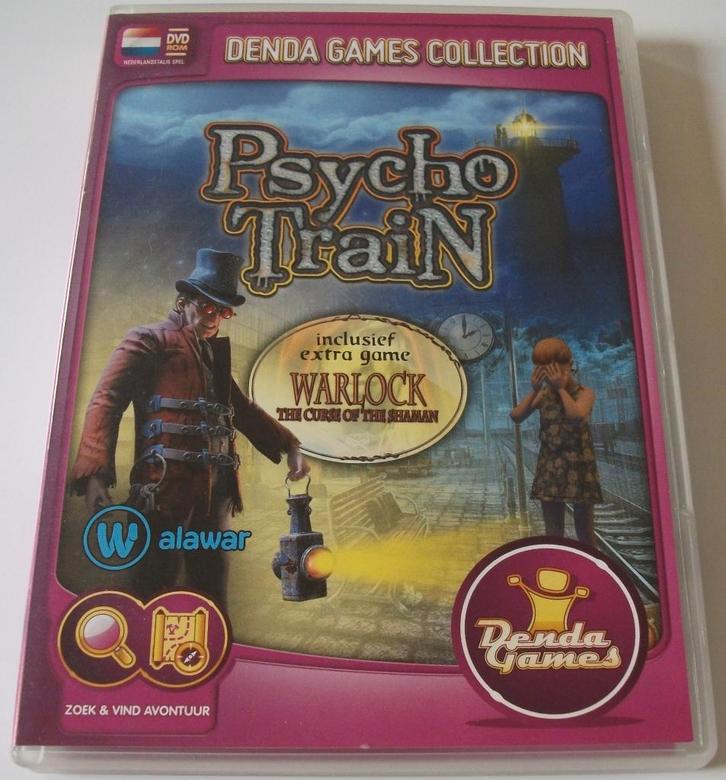 DVD
ROM
NEDERLANDSTALIG SPEL
DENDA GAMES COLLECTION
Psycho
TraiN
inclusief
extra game
WARLOCK
THE CURSE OF THE SHAMAN
W alawar
Denda
Games
ZOEK & VIND AVONTUUR